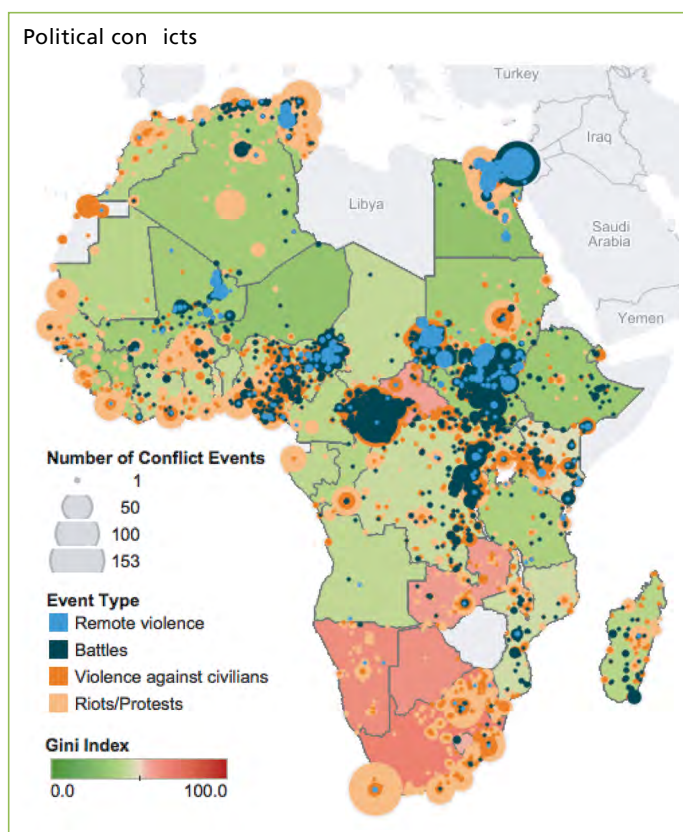 Political con icts
Turkey
Iraq
Libya
Saudi
Arabia
Yemen
Number of Conflict Events
1
50
100
153
Event Type
Remote violence
Battles
Violence against civilians
Riots/Protests
Gini Index
0.0
100.0